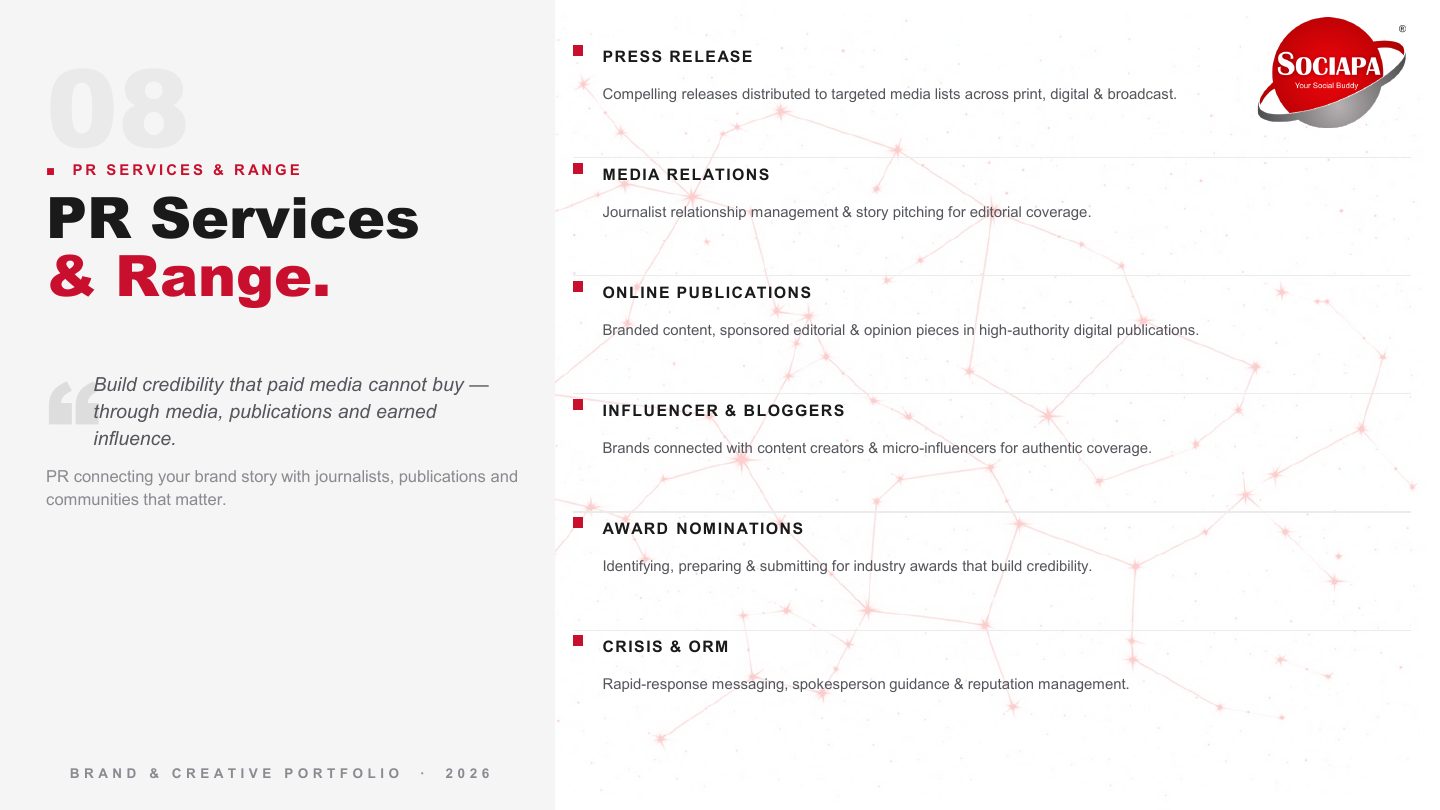 08
PR SERVICES & RANGE
PR Services
& Range.
“
Build credibility that paid media cannot buy —
through media, publications and earned
influence.
PR connecting your brand story with journalists, publications and
communities that matter.
BRAND & CREATIVE PORTFOLIO · 2026
PRESS RELEASE
Compelling releases distributed to targeted media lists across print, digital & broadcast.
MEDIA RELATIONS
Journalist relationship management & story pitching for editorial coverage.
ONLINE PUBLICATIONS
Branded content, sponsored editorial & opinion pieces in high-authority digital publications.
INFLUENCER & BLOGGERS
Brands connected with content creators & micro-influencers for authentic coverage.
AWARD NOMINATIONS
Identifying, preparing & submitting for industry awards that build credibility.
CRISIS & ORM
Rapid-response messaging, spokesperson guidance & reputation management.
®
SOCIAPA
Your Social Buddy